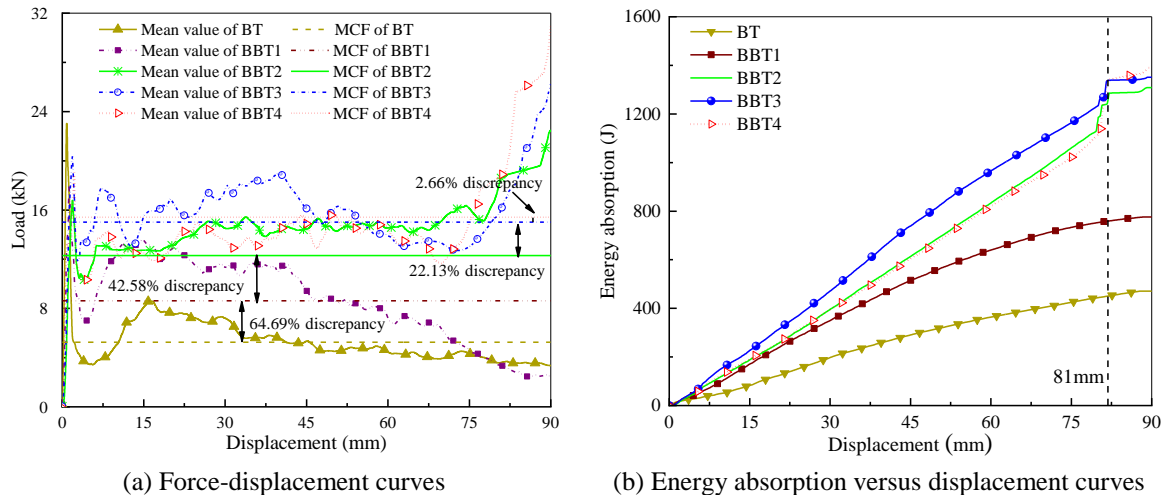 32
24
16
8
0
Load (kN)
Mean value of BT
MCF of BT
Mean value of BBT1
MCF of BBT1
Mean value of BBT2
MCF of BBT2
Mean value of BBT3
MCF of BBT3
Mean value of BBT4
MCF of BBT4
2.66% discrepancy
22.13% discrepancy
42.58% discrepancy
64.69% discrepancy
0 15 30 45 60 75 90
Displacement (mm)
(a) Force-displacement curves
1600
1200
800
400
0
Energy absorption (J)
BT
BBT1
BBT2
BBT3
BBT4
81mm
0 15 30 45 60 75 90
Displacement (mm)
(b) Energy absorption versus displacement curves